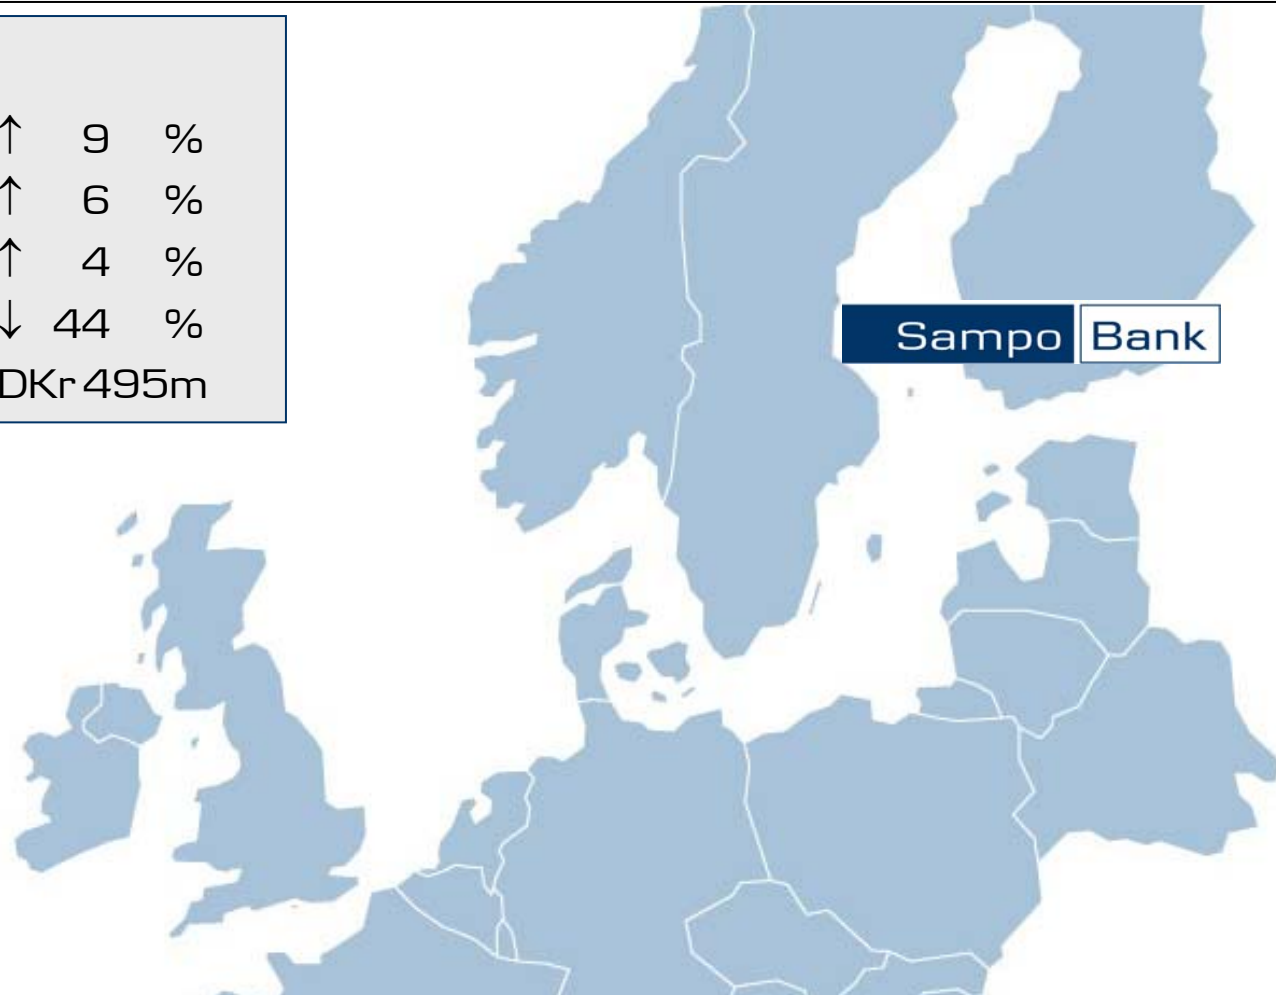 ↑ 9 %
↑ 6 %
↑ 4 %
↓ 44 %
DKr 495m
Sampo Bank